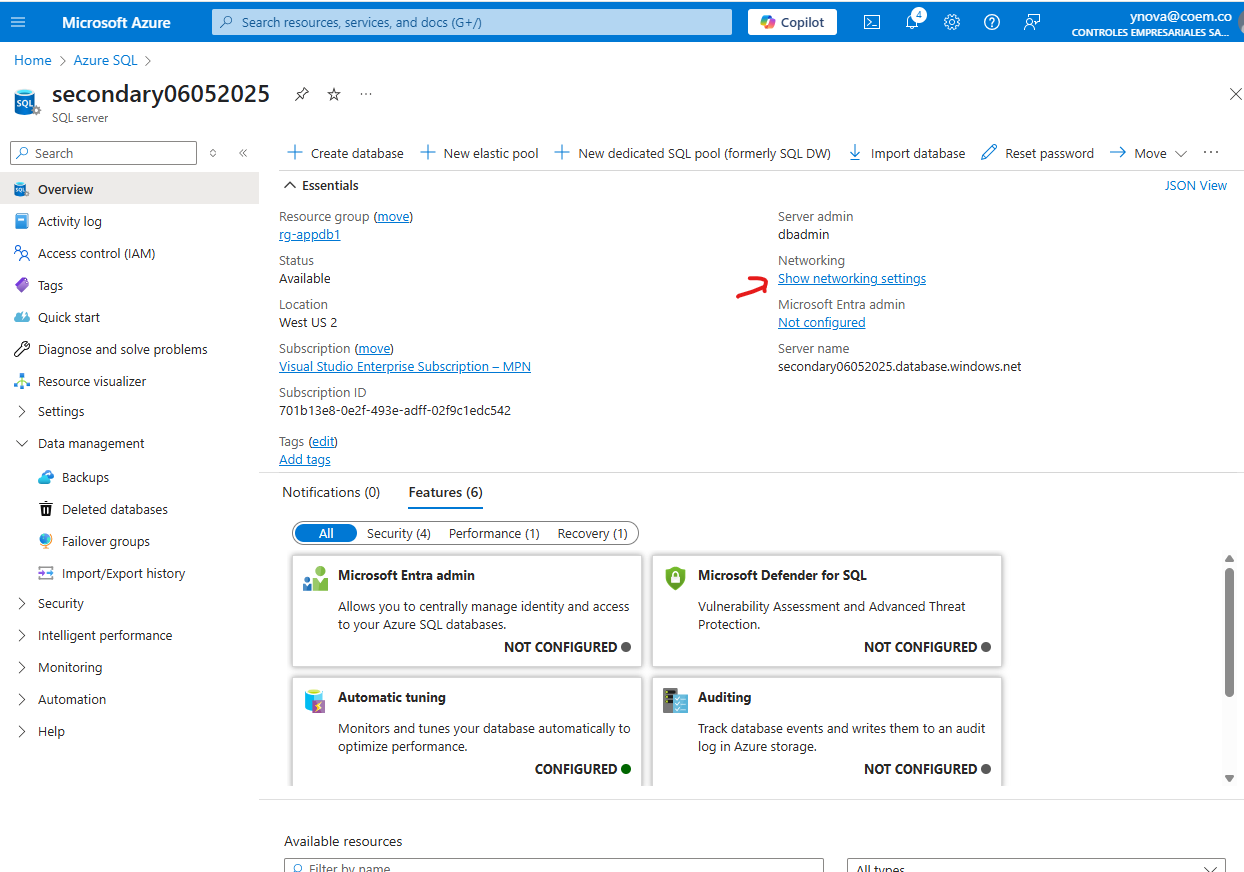 Microsoft Azure
Search resources, services, and docs (G+/)
Copilot
4
ynova@coem.co
CONTROLES EMPRESARIALES SA...
Home > Azure SQL >
SQL
secondary06052025
...
SQL server
Search
Create database
New elastic pool
New dedicated SQL pool (formerly SQL DW)
Import database
Reset password
Move
...
Overview
Activity log
Access control (IAM)
Tags
Quick start
Diagnose and solve problems
Resource visualizer
Settings
Data management
Backups
Deleted databases
Failover groups
Import/Export history
Security
Intelligent performance
Monitoring
Automation
Help
Essentials
JSON View
Resource group (move)
rg-appdb1
Status
Available
Location
West US 2
Subscription (move)
Visual Studio Enterprise Subscription – MPN
Subscription ID
701b13e8-0e2f-493e-adff-02f9c1edc542
Tags (edit)
Add tags
Server admin
dbadmin
Networking
Show networking settings
Microsoft Entra admin
Not configured
Server name
secondary06052025.database.windows.net
Notifications (0)
Features (6)
All
Security (4)
Performance (1)
Recovery (1)
Microsoft Entra admin
Allows you to centrally manage identity and access
to your Azure SQL databases.
NOT CONFIGURED
Microsoft Defender for SQL
Vulnerability Assessment and Advanced Threat
Protection.
NOT CONFIGURED
Automatic tuning
Monitors and tunes your database automatically to
optimize performance.
CONFIGURED
Auditing
Track database events and writes them to an audit
log in Azure storage.
NOT CONFIGURED
Available resources
Filter by name
All types